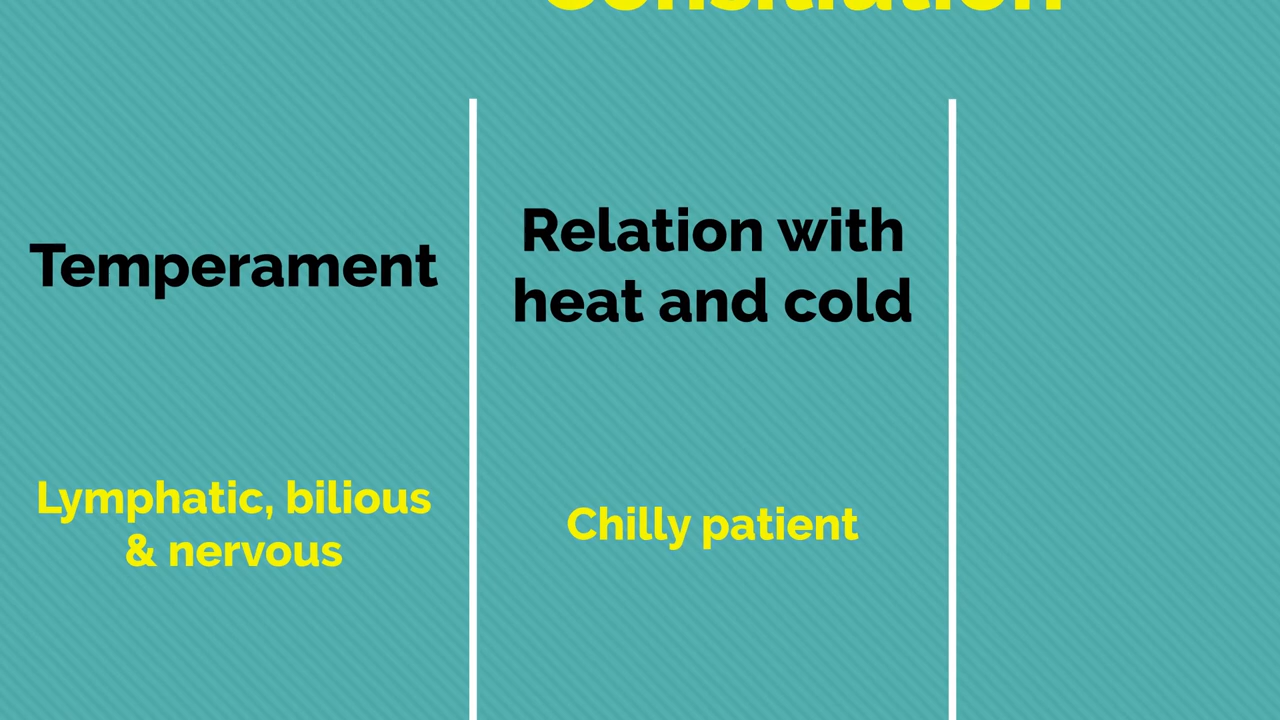 Temperament
Relation with
heat and cold
Lymphatic, bilious
& nervous
Chilly patient